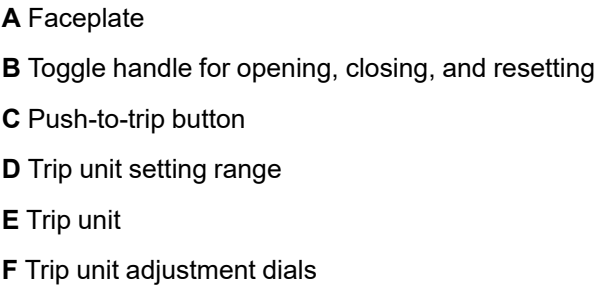 A Faceplate
B Toggle handle for opening, closing, and resetting
C Push-to-trip button
D Trip unit setting range
E Trip unit
F Trip unit adjustment dials